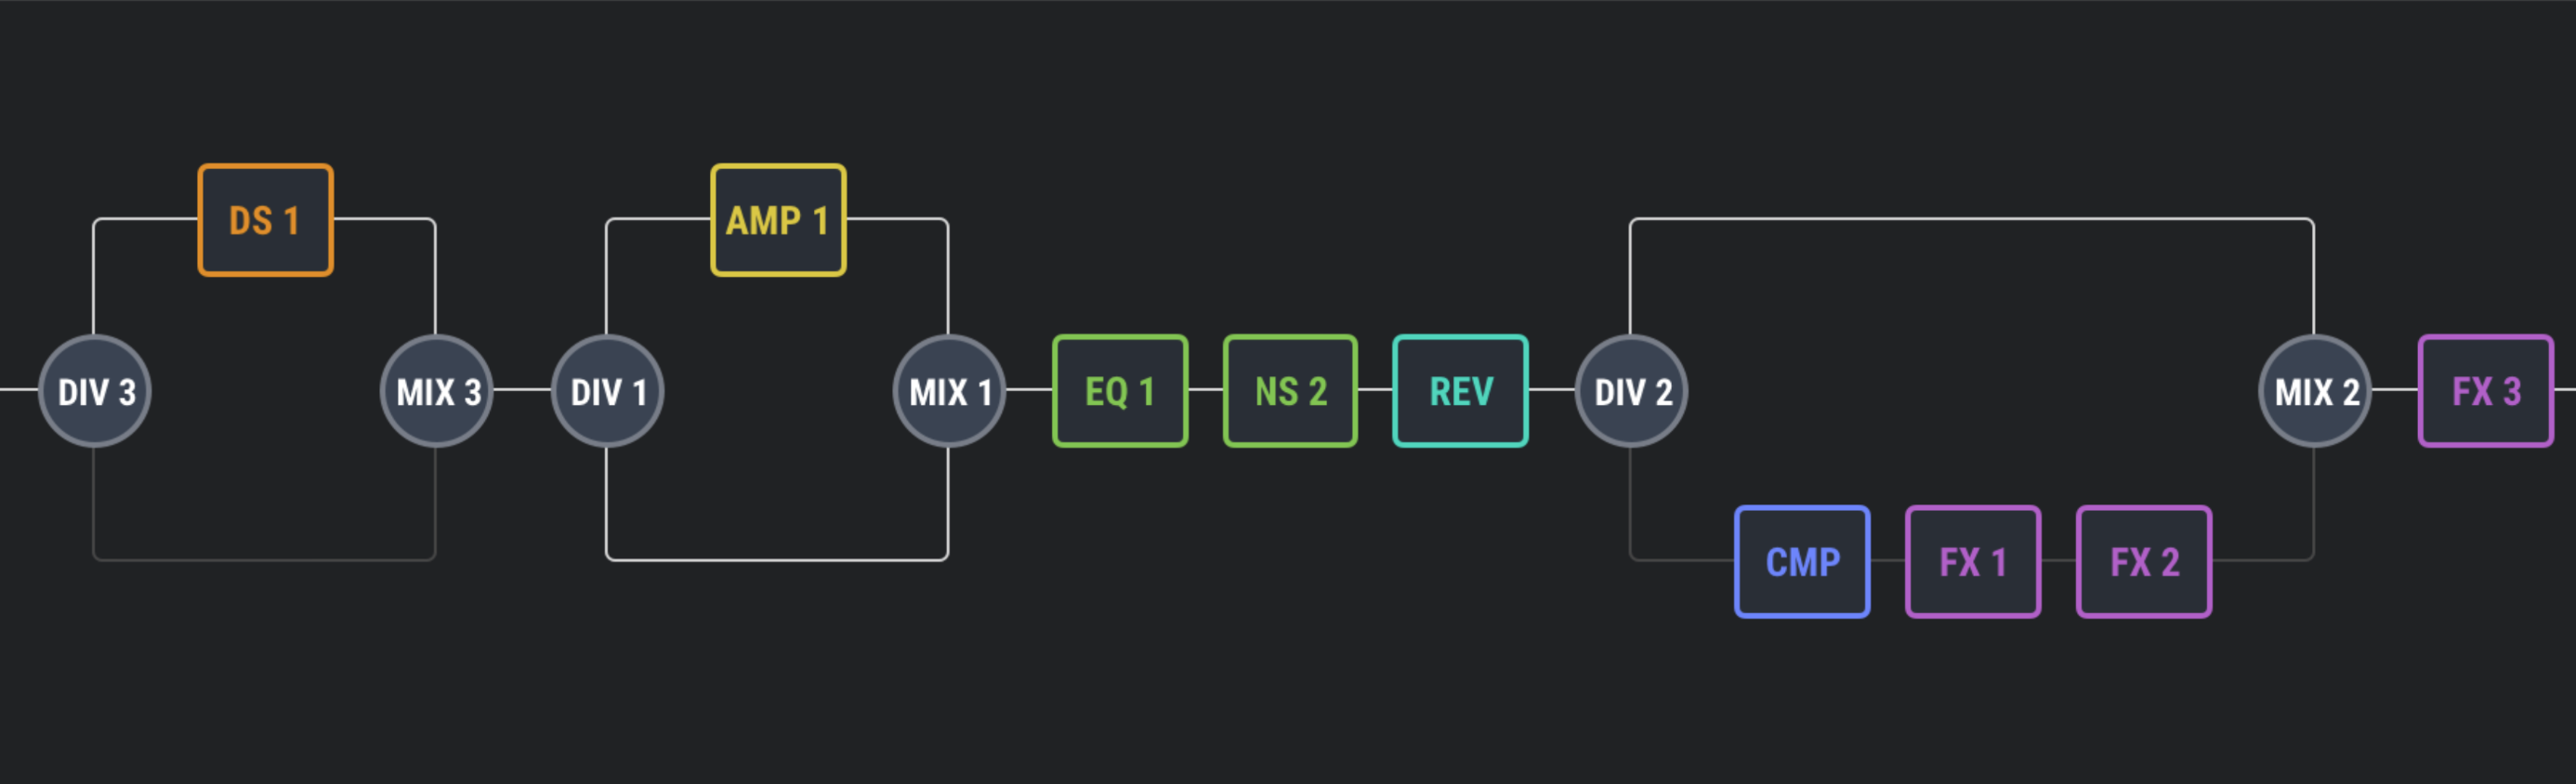 DS 1
AMP 1
DIV 3
MIX 3
DIV 1
MIX 1
EQ 1
NS 2
REV
DIV 2
MIX 2
FX 3
CMP
FX 1
FX 2